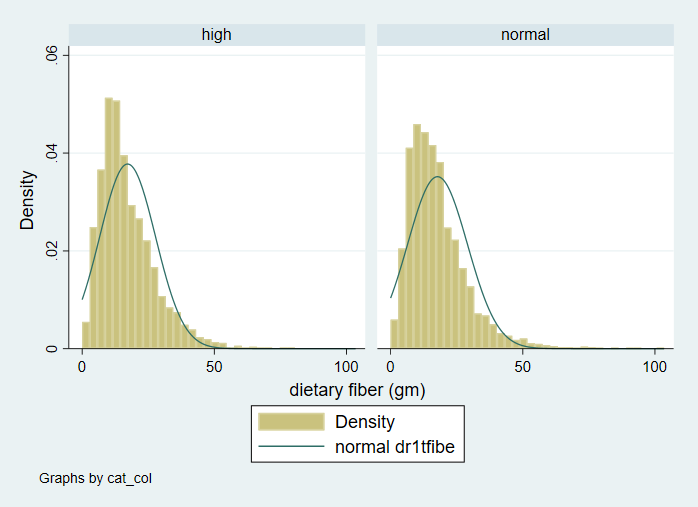 high
normal
.06
.04
.02
0
Density
0
50
100
0
50
100
dietary fiber (gm)
Density
normal dr1tfibe
Graphs by cat_col